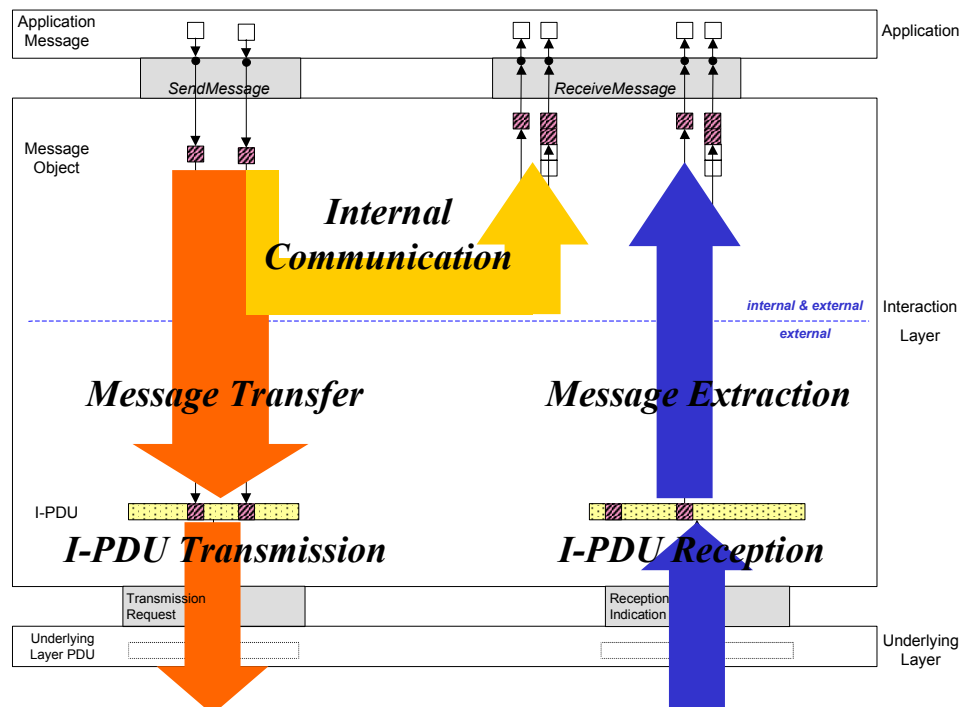 Application
Message
Application
SendMessage
ReceiveMessage
Message
Object
Internal
Communication
internal & external
external
Interaction
Layer
Message Transfer
Message Extraction
I-PDU
I-PDU Transmission
I-PDU Reception
Transmission
Request
Reception
Indication
Underlying
Layer PDU
Underlying
Layer